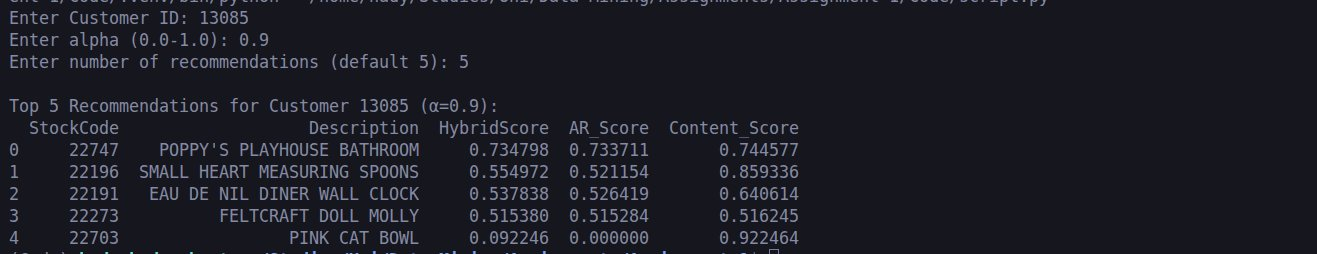 Enter Customer ID: 13085
Enter alpha (0.0-1.0): 0.9
Enter number of recommendations (default 5): 5
Top 5 Recommendations for Customer 13085 (α=0.9):
StockCode Description HybridScore AR_Score Content_Score
0 22747 POPPY'S PLAYHOUSE BATHROOM 0.734798 0.733711 0.744577
1 22196 SMALL HEART MEASURING SPOONS 0.554972 0.521154 0.859336
2 22191 EAU DE NIL DINER WALL CLOCK 0.537838 0.526419 0.640614
3 22273 FELTCRAFT DOLL MOLLY 0.515380 0.515284 0.516245
4 22703 PINK CAT BOWL 0.092246 0.000000 0.922464